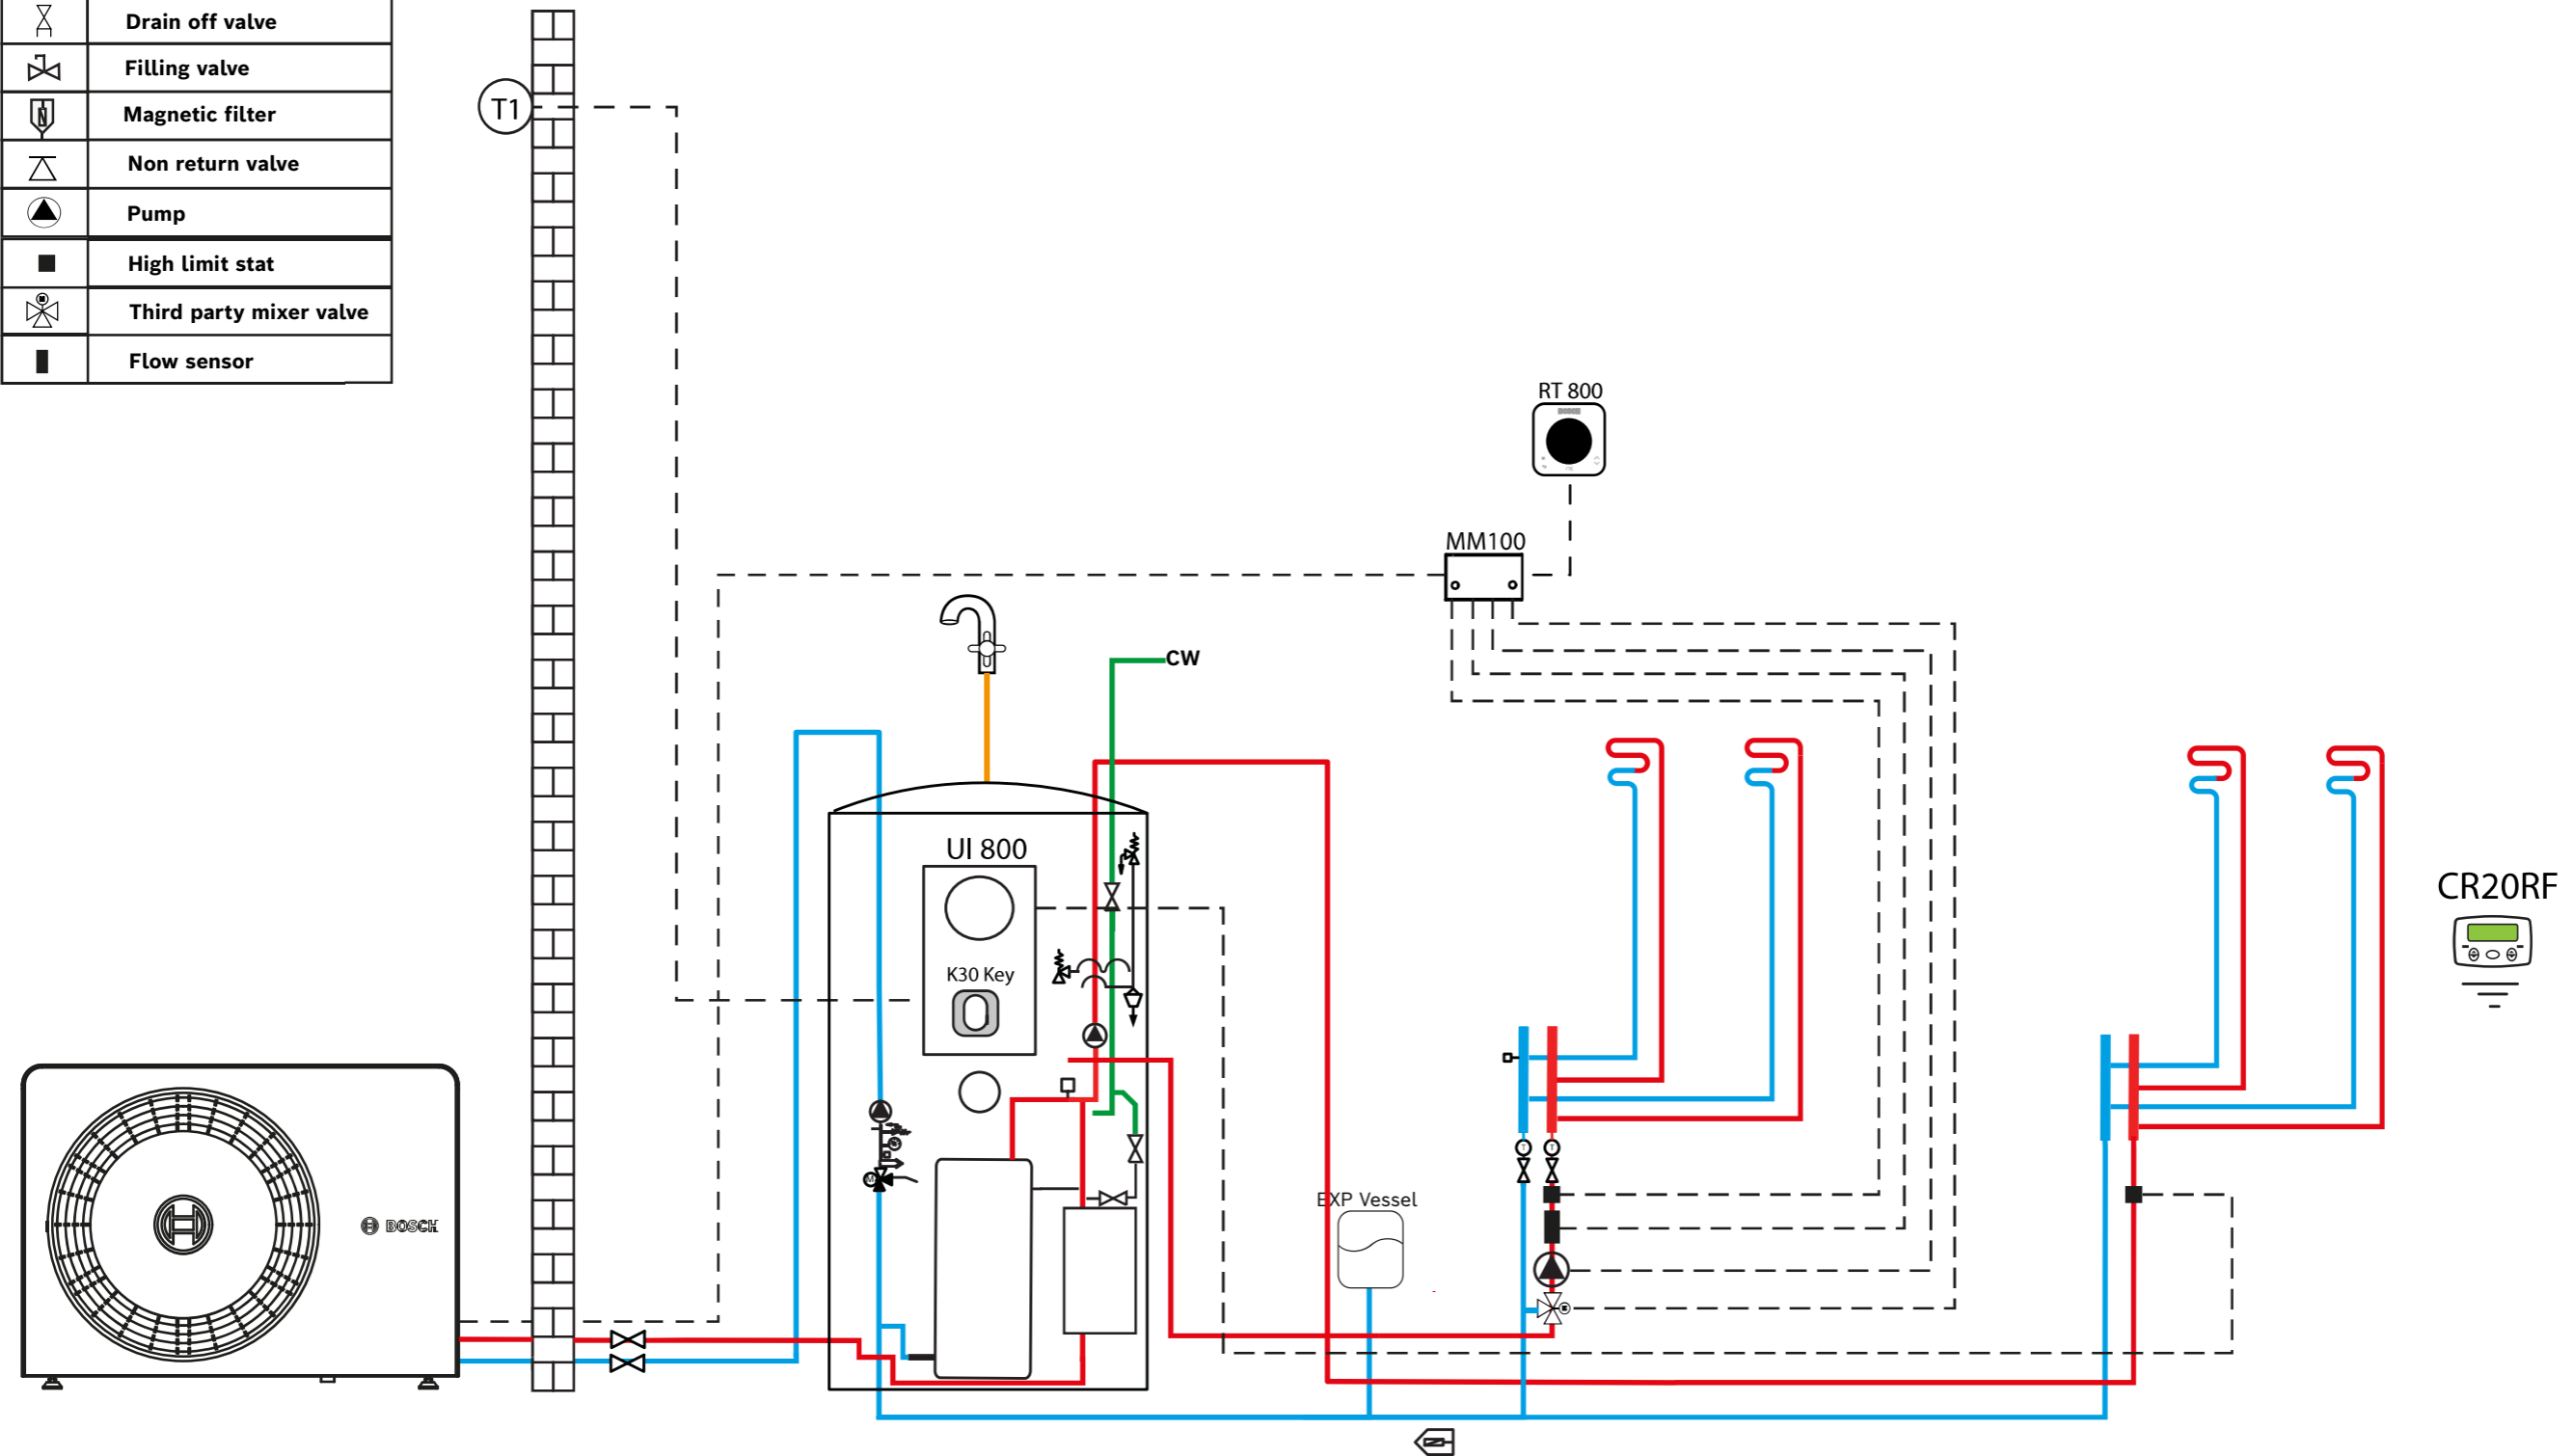 Drain off valve
Filling valve
Magnetic filter
Non return valve
Pump
High limit stat
Third party mixer valve
Flow sensor
T1
RT 800
BOSCH
MM100
CW
UI 800
K30 Key
CR20RF
EXP Vessel
BOSCH
M
T
T